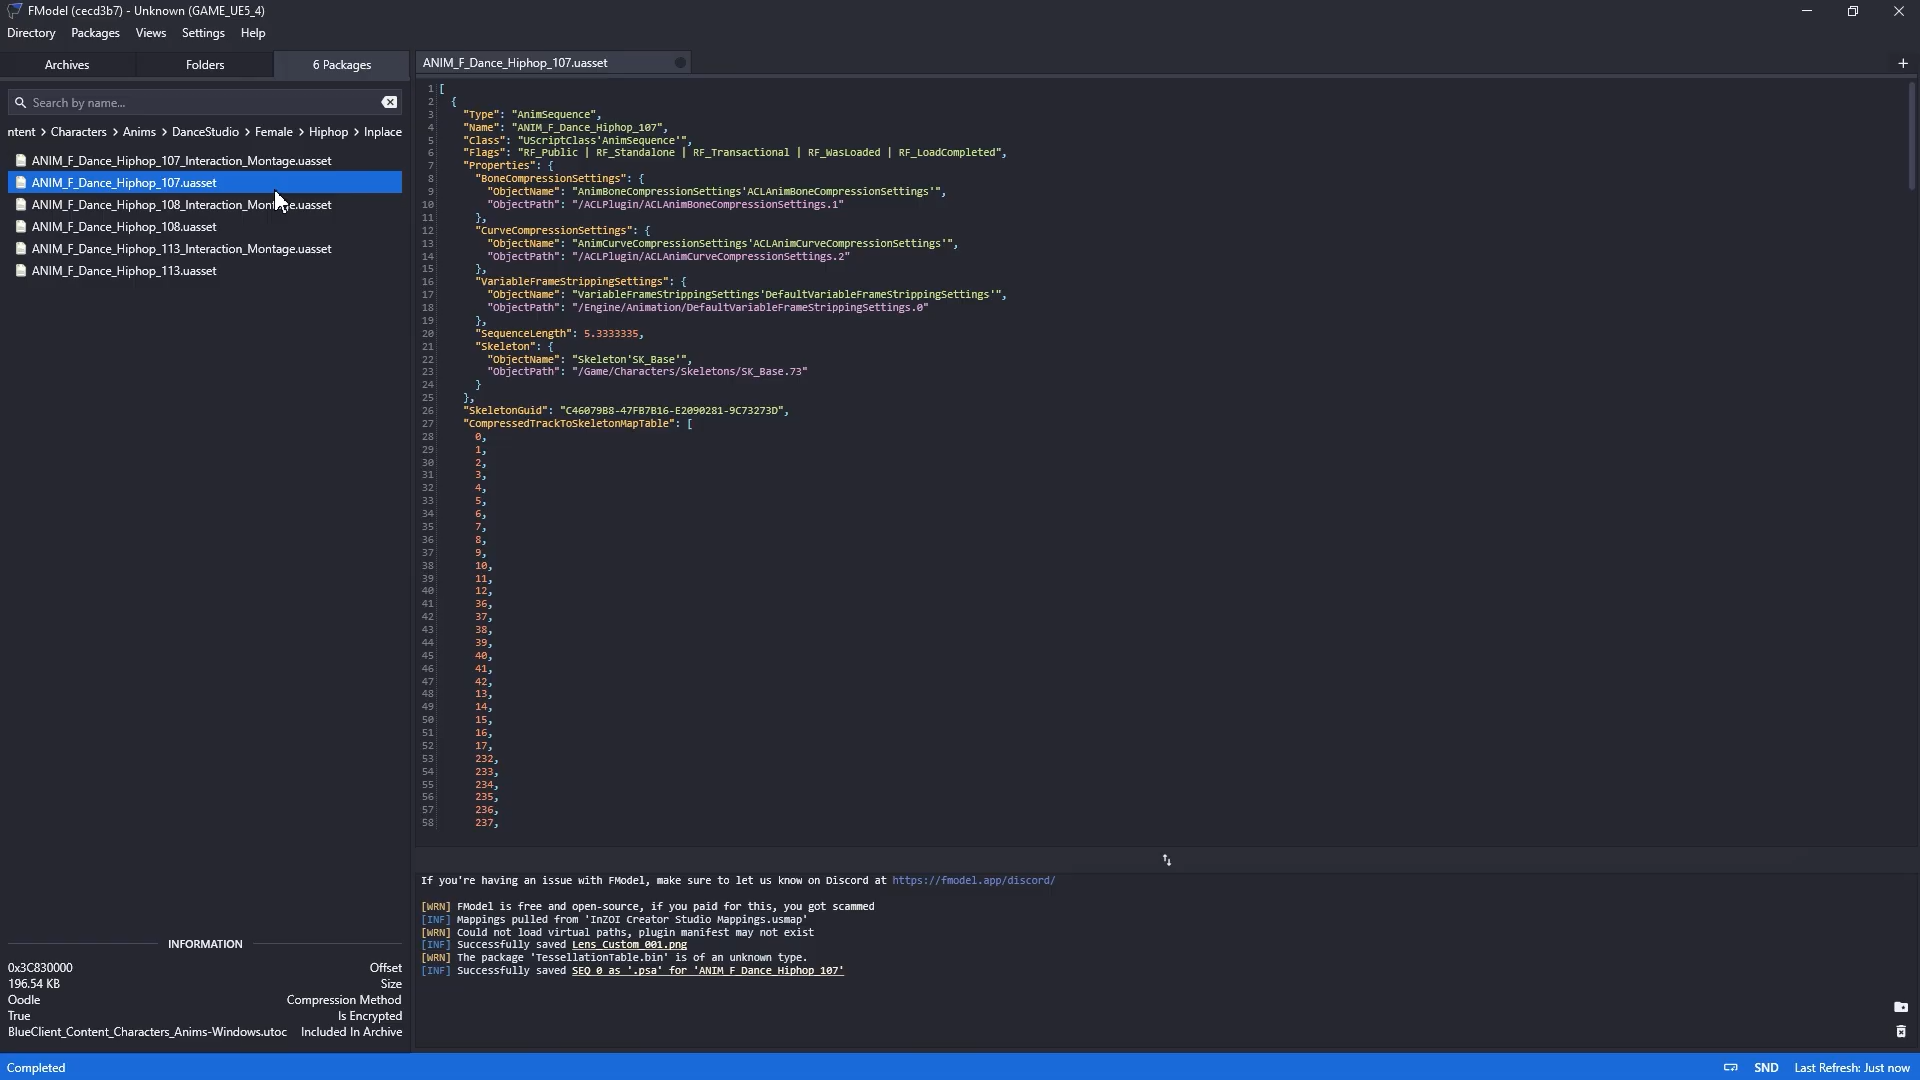 FModel (cecd3b7) - Unknown (GAME_UE5_4)
Directory Packages Views Settings Help
Archives Folders 6 Packages
Search by name...
ntent > Characters > Anims > DanceStudio > Female > Hiphop > Inplace
ANIM_F_Dance_Hiphop_107_Interaction_Montage.uasset
ANIM_F_Dance_Hiphop_107.uasset
ANIM_F_Dance_Hiphop_108_Interaction_Montage.uasset
ANIM_F_Dance_Hiphop_108.uasset
ANIM_F_Dance_Hiphop_113_Interaction_Montage.uasset
ANIM_F_Dance_Hiphop_113.uasset
INFORMATION
0x3C830000 Offset
196.54 KB Size
Oodle Compression Method
True Is Encrypted
BlueClient_Content_Characters_Anims-Windows.utoc Included In Archive
ANIM_F_Dance_Hiphop_107.uasset
1 [
2 {
3 "Type": "AnimSequence",
4 "Name": "ANIM_F_Dance_Hiphop_107",
5 "Class": "UScriptClass'AnimSequence'",
6 "Flags": "RF_Public | RF_Standalone | RF_Transactional | RF_WasLoaded | RF_LoadCompleted",
7 "Properties": {
8 "BoneCompressionSettings": {
9 "ObjectName": "AnimBoneCompressionSettings'ACLAnimBoneCompressionSettings'",
10 "ObjectPath": "/ACLPlugin/ACLAnimBoneCompressionSettings.1"
11 },
12 "CurveCompressionSettings": {
13 "ObjectName": "AnimCurveCompressionSettings'ACLAnimCurveCompressionSettings'",
14 "ObjectPath": "/ACLPlugin/ACLAnimCurveCompressionSettings.2"
15 },
16 "VariableFrameStrippingSettings": {
17 "ObjectName": "VariableFrameStrippingSettings'DefaultVariableFrameStrippingSettings'",
18 "ObjectPath": "/Engine/Animation/DefaultVariableFrameStrippingSettings.0"
19 },
20 "SequenceLength": 5.3333335,
21 "Skeleton": {
22 "ObjectName": "Skeleton'SK_Base'",
23 "ObjectPath": "/Game/Characters/Skeletons/SK_Base.73"
24 }
25 },
26 "SkeletonGuid": "C46079B8-47FB7B16-E2090281-9C73273D",
27 "CompressedTrackToSkeletonMapTable": [
28 0,
29 1,
30 2,
31 3,
32 4,
33 5,
34 6,
35 7,
36 8,
37 9,
38 10,
39 11,
40 12,
41 36,
42 37,
43 38,
44 39,
45 40,
46 41,
47 42,
48 13,
49 14,
50 15,
51 16,
52 17,
53 232,
54 233,
55 234,
56 235,
57 236,
58 237,
If you're having an issue with FModel, make sure to let us know on Discord at https://fmodel.app/discord/
[WRN] FModel is free and open-source, if you paid for this, you got scammed
[INF] Mappings pulled from 'InZOI Creator Studio Mappings.usmap'
[WRN] Could not load virtual paths, plugin manifest may not exist
[INF] Successfully saved Lens_Custom_001.png
[WRN] The package 'TessellationTable.bin' is of an unknown type.
[INF] Successfully saved SEQ_0 as '.psa' for 'ANIM_F_Dance_Hiphop_107'
Completed SND Last Refresh: Just now